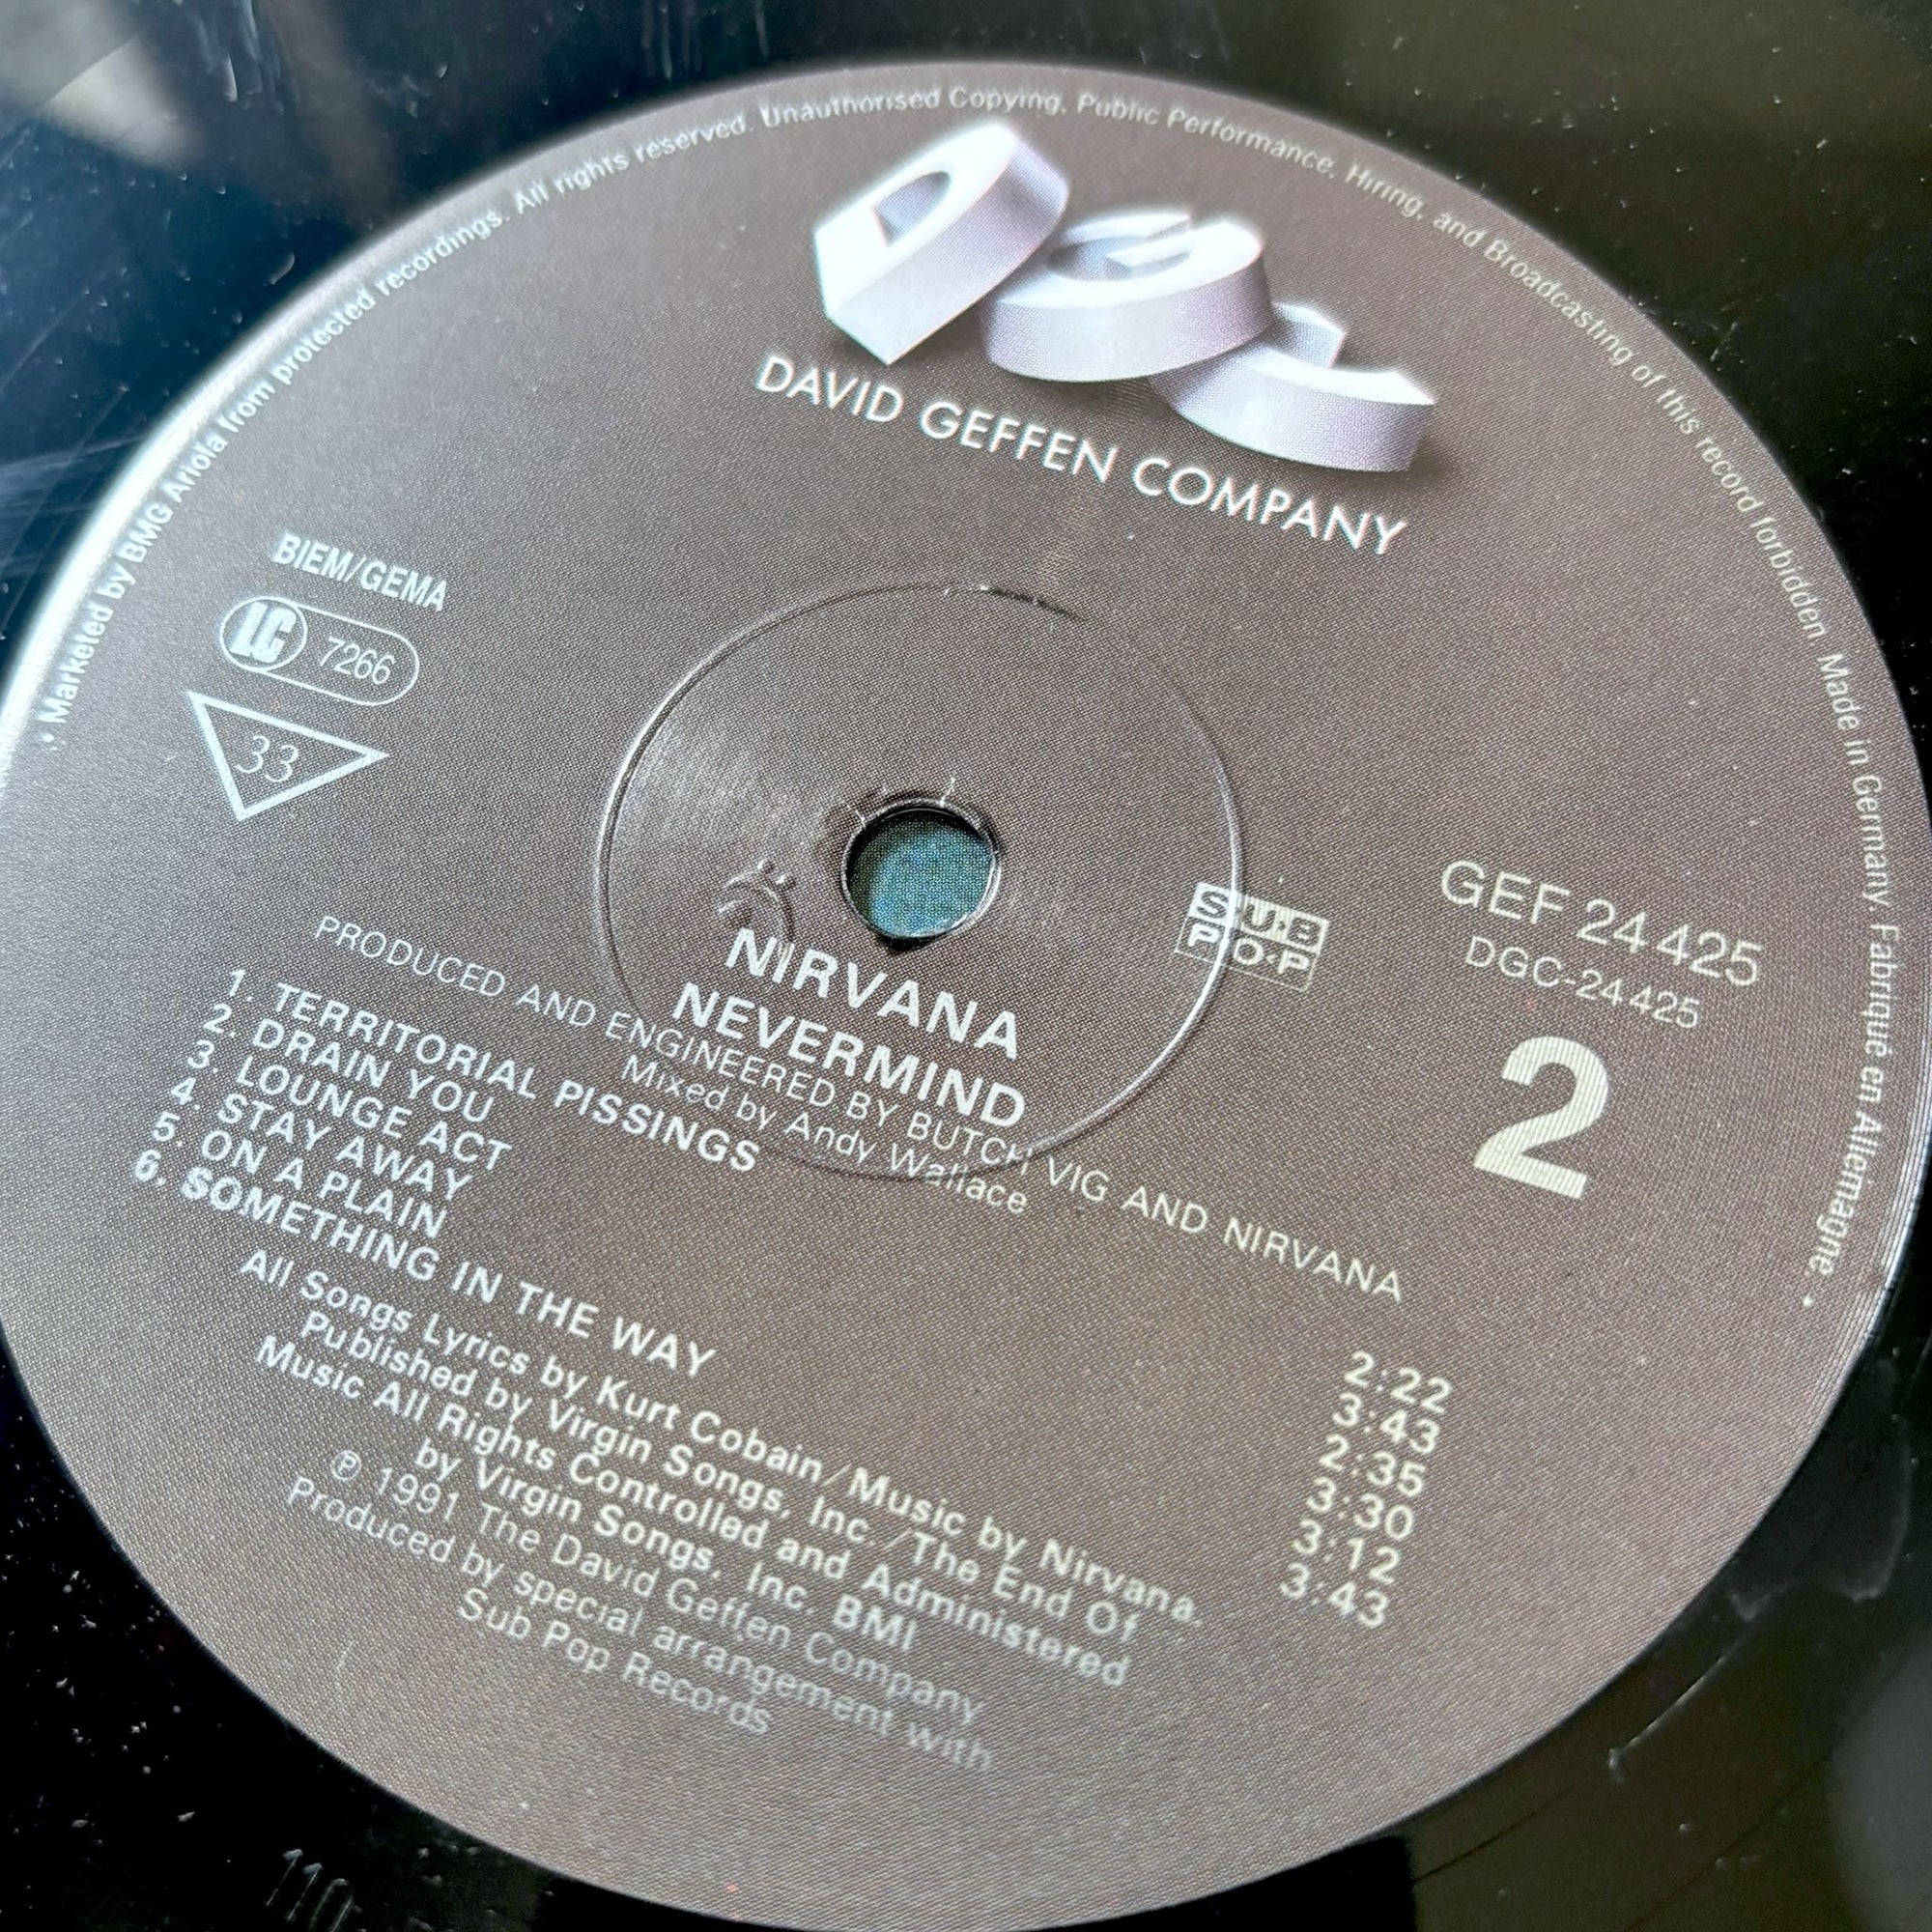 • Marketed by BMG Ariola from protected recordings. All rights reserved. Unauthorised Copying, Public Performance, Hiring, and Broadcasting of this record forbidden. Made in Germany. Fabriqué en Allemagne. •
DGC
DAVID GEFFEN COMPANY
BIEM/GEMA
LC 7266
33
SUB
POP
GEF 24 425
DGC-24 425
2
NIRVANA
NEVERMIND
PRODUCED AND ENGINEERED BY BUTCH VIG AND NIRVANA
Mixed by Andy Wallace
1. TERRITORIAL PISSINGS 2:22
2. DRAIN YOU 3:43
3. LOUNGE ACT 2:35
4. STAY AWAY 3:30
5. ON A PLAIN 3:12
6. SOMETHING IN THE WAY 3:43
All Songs Lyrics by Kurt Cobain/Music by Nirvana.
Published by Virgin Songs, Inc./The End Of
Music All Rights Controlled and Administered
by Virgin Songs, Inc. BMI
℗ 1991 The David Geffen Company
Produced by special arrangement with
Sub Pop Records
110